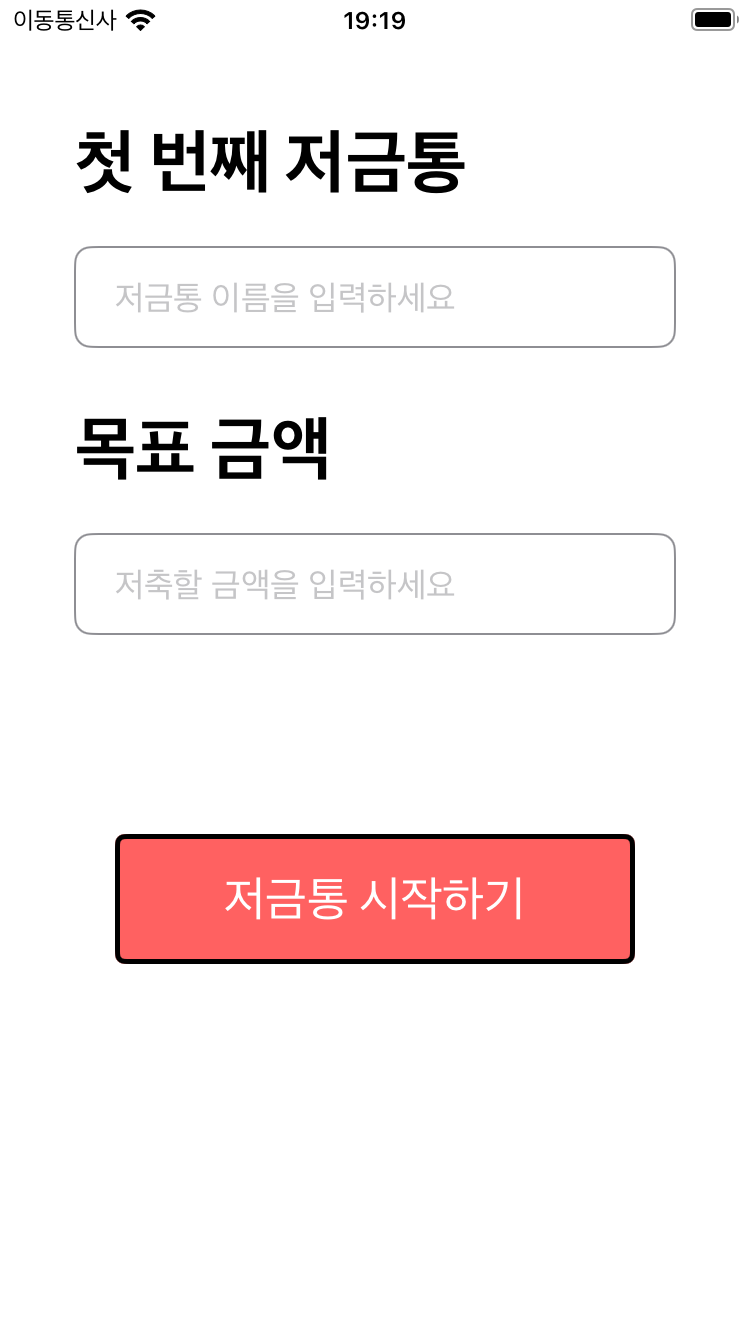 이동통신사 19:19
첫 번째 저금통
저금통 이름을 입력하세요
목표 금액
저축할 금액을 입력하세요
저금통 시작하기